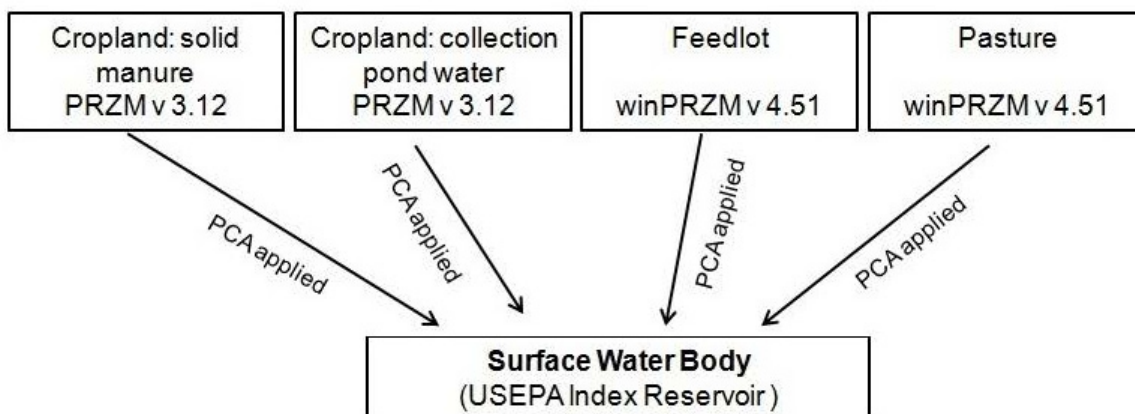 Cropland: solid
manure
PRZM v 3.12
Cropland: collection
pond water
PRZM v 3.12
Feedlot
winPRZM v 4.51
Pasture
winPRZM v 4.51
PCA applied
PCA applied
PCA applied
PCA applied
Surface Water Body
(USEPA Index Reservoir)